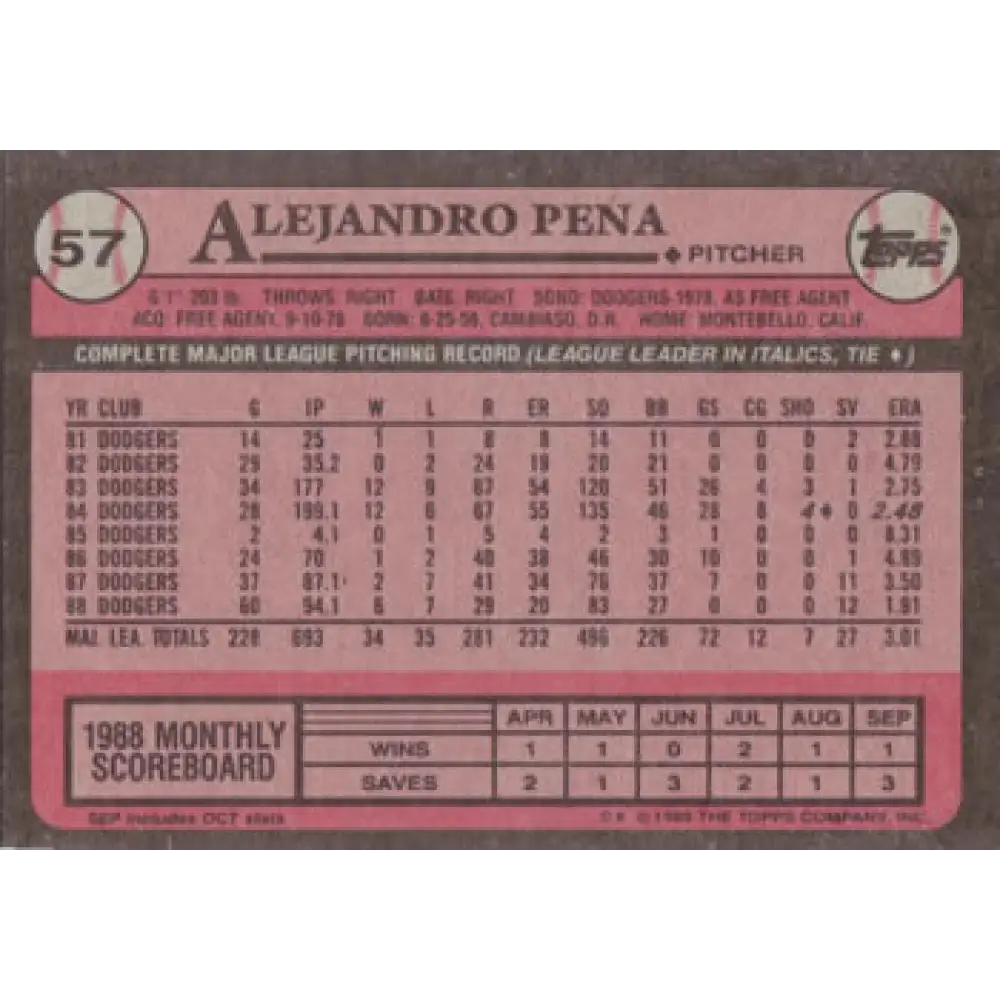 57 ALEJANDRO PENA TOPPS®
♦ PITCHER
6'1" 203 lb. THROWS: RIGHT BATS: RIGHT SGND: DODGERS-1978, AS FREE AGENT
ACQ: FREE AGENT, 9-10-78 BORN: 6-25-59, CAMBIASO, D.R. HOME: MONTEBELLO, CALIF.
COMPLETE MAJOR LEAGUE PITCHING RECORD (LEAGUE LEADER IN ITALICS, TIE ♦)
YR CLUB G IP W L R ER SO BB GS CG SHO SV ERA
81 DODGERS 14 25 1 1 8 8 14 11 0 0 0 2 2.88
82 DODGERS 29 35.2 0 2 24 19 20 21 0 0 0 0 4.79
83 DODGERS 34 177 12 9 67 54 120 51 26 4 3 1 2.75
84 DODGERS 28 199.1 12 6 67 55 135 46 28 8 4♦ 0 2.48
85 DODGERS 2 4.1 0 1 5 4 2 3 1 0 0 0 8.31
86 DODGERS 24 70 1 2 40 38 46 30 10 0 0 1 4.89
87 DODGERS 37 87.1 2 7 41 34 76 37 7 0 0 11 3.50
88 DODGERS 60 94.1 6 7 29 20 83 27 0 0 0 12 1.91
MAJ. LEA. TOTALS 228 693 34 35 281 232 496 226 72 12 7 27 3.01
1988 MONTHLY SCOREBOARD
APR MAY JUN JUL AUG SEP
WINS 1 1 0 2 1 1
SAVES 2 1 3 2 1 3
SEP includes OCT stats
© 1989 THE TOPPS COMPANY, INC.